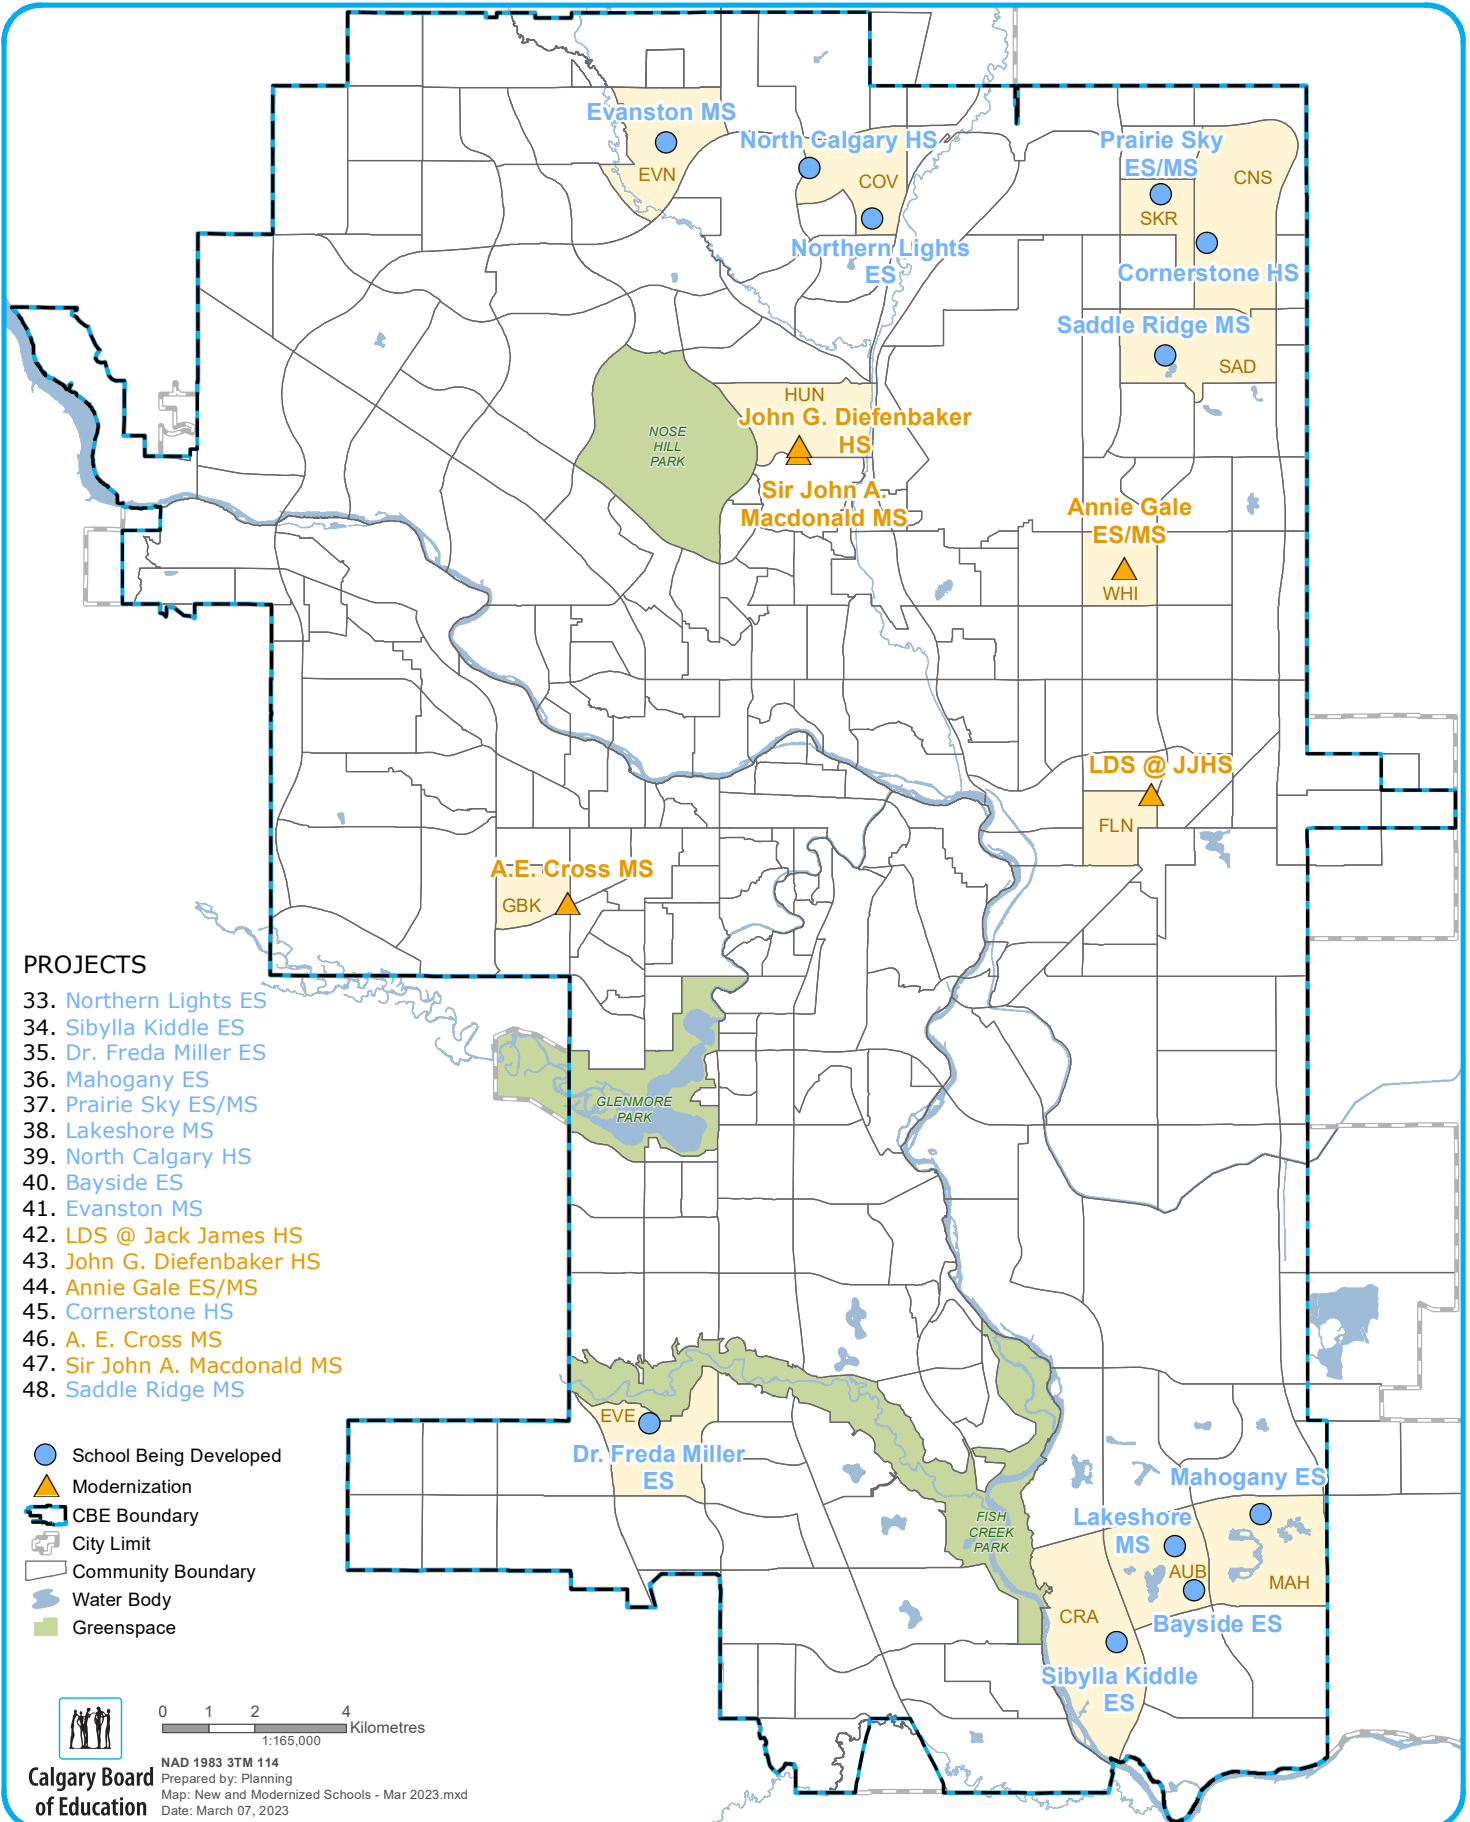 Evanston MS
EVN
North Calgary HS
COV
Northern Lights
ES
Prairie Sky
ES/MS
CNS
SKR
Cornerstone HS
Saddle Ridge MS
SAD
HUN
John G. Diefenbaker
HS
NOSE
HILL
PARK
Sir John A.
Macdonald MS
Annie Gale
ES/MS
WHI
LDS @ JJHS
FLN
A.E. Cross MS
GBK
GLENMORE
PARK
EVE
Dr. Freda Miller
ES
FISH
CREEK
PARK
Mahogany ES
Lakeshore
MS
AUB
MAH
Bayside ES
CRA
Sibylla Kiddle
ES
PROJECTS
33. Northern Lights ES
34. Sibylla Kiddle ES
35. Dr. Freda Miller ES
36. Mahogany ES
37. Prairie Sky ES/MS
38. Lakeshore MS
39. North Calgary HS
40. Bayside ES
41. Evanston MS
42. LDS @ Jack James HS
43. John G. Diefenbaker HS
44. Annie Gale ES/MS
45. Cornerstone HS
46. A. E. Cross MS
47. Sir John A. Macdonald MS
48. Saddle Ridge MS
School Being Developed
Modernization
CBE Boundary
City Limit
Community Boundary
Water Body
Greenspace
0 1 2 4
Kilometres
1:165,000
Calgary Board
of Education
NAD 1983 3TM 114
Prepared by: Planning
Map: New and Modernized Schools - Mar 2023.mxd
Date: March 07, 2023